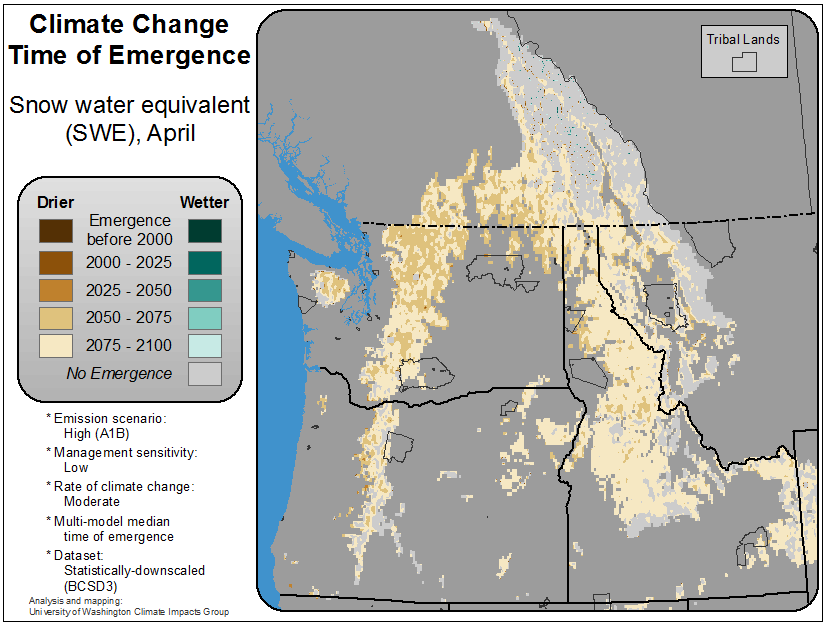 Climate Change
Time of Emergence
Snow water equivalent
(SWE), April
Drier
Wetter
Emergence
before 2000
2000 - 2025
2025 - 2050
2050 - 2075
2075 - 2100
No Emergence
* Emission scenario:
High (A1B)
* Management sensitivity:
Low
* Rate of climate change:
Moderate
* Multi-model median
time of emergence
* Dataset:
Statistically-downscaled
(BCSD3)
Analysis and mapping:
University of Washington Climate Impacts Group
Tribal Lands